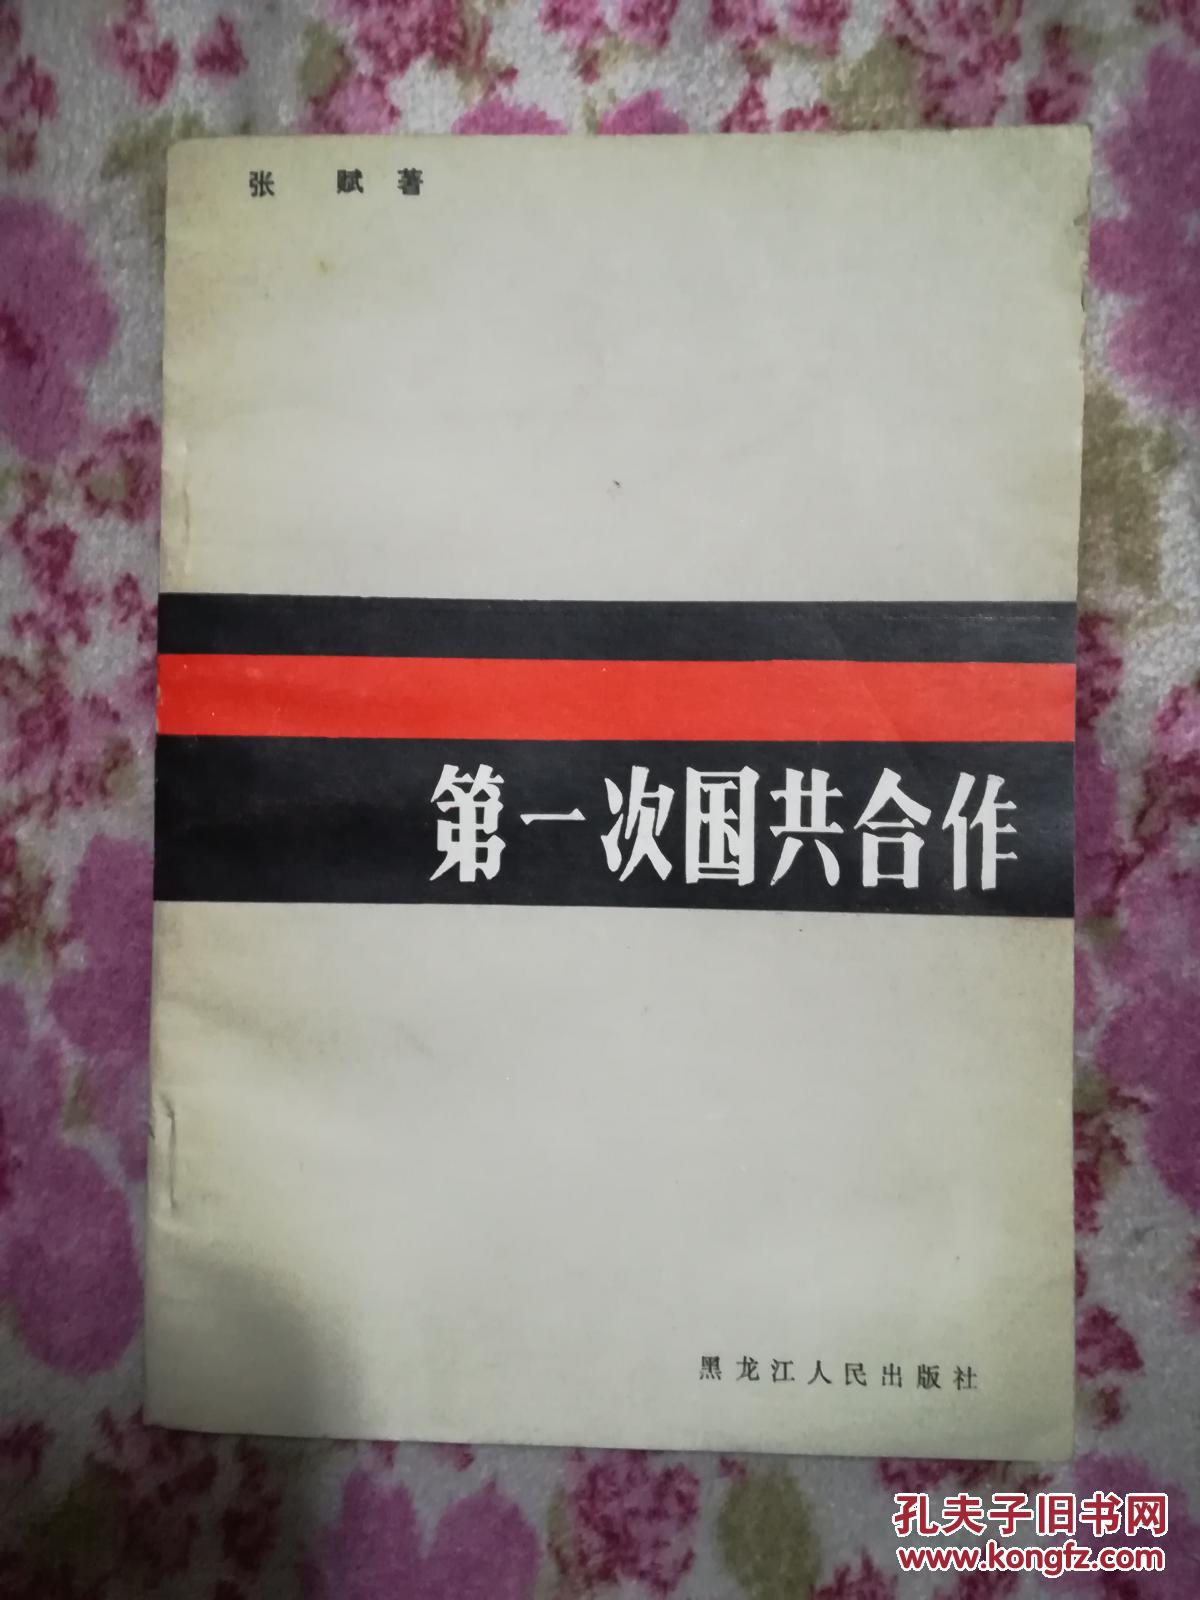 张 赋 著
第一次国共合作
黑龙江人民出版社
孔夫子旧书网
www.kongfz.com